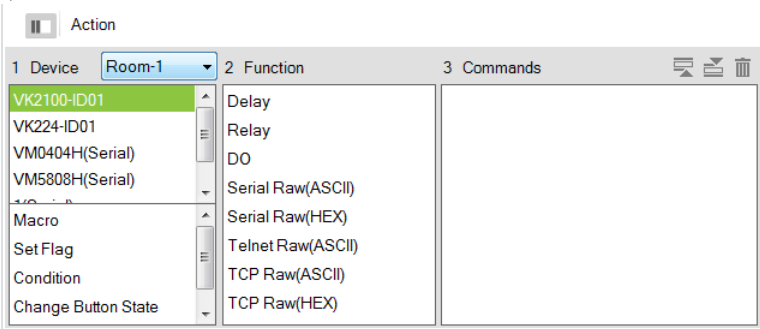 Action
1 Device Room-1 2 Function 3 Commands
VK2100-ID01
VK224-ID01
VM0404H(Serial)
VM5808H(Serial)
Macro
Set Flag
Condition
Change Button State
Delay
Relay
DO
Serial Raw(ASCII)
Serial Raw(HEX)
Telnet Raw(ASCII)
TCP Raw(ASCII)
TCP Raw(HEX)